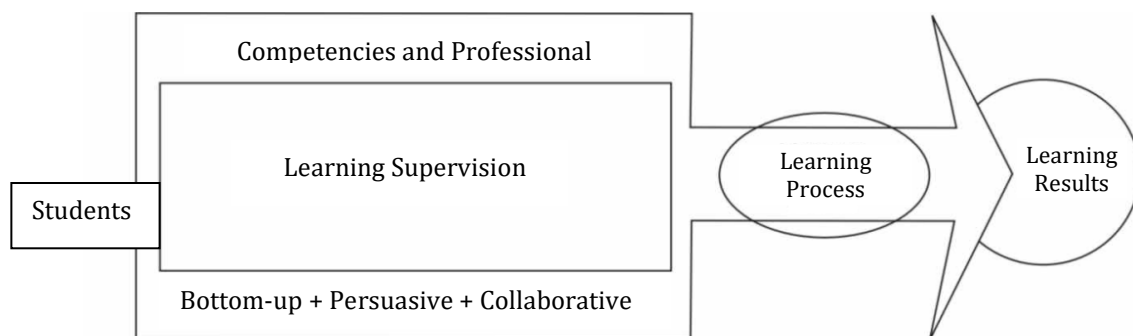 Competencies and Professional
Learning Supervision
Students
Bottom-up + Persuasive + Collaborative
Learning
Process
Learning
Results